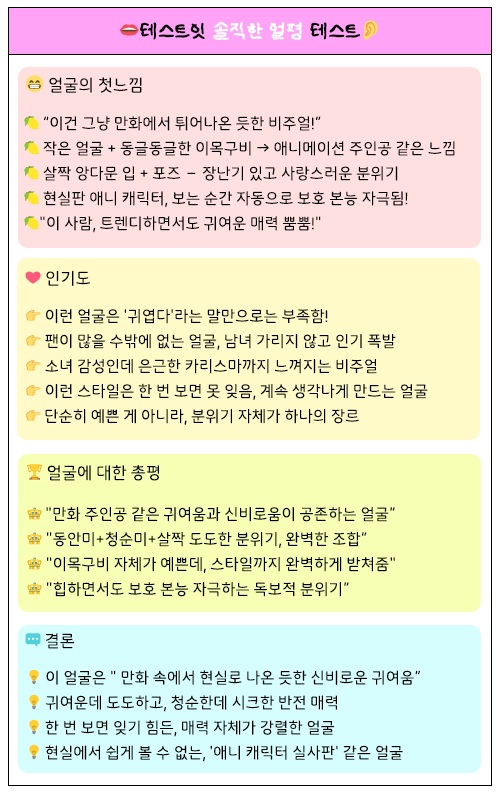 테스트힛 솔직한 얼평 테스트
얼굴의 첫느낌
"이건 그냥 만화에서 튀어나온 듯한 비주얼!"
작은 얼굴 + 동글동글한 이목구비 → 애니메이션 주인공 같은 느낌
살짝 앙다문 입 + 포즈 – 장난기 있고 사랑스러운 분위기
현실판 애니 캐릭터, 보는 순간 자동으로 보호 본능 자극됨!
"이 사람, 트렌디하면서도 귀여운 매력 뿜뿜!"
인기도
이런 얼굴은 '귀엽다'라는 말만으로는 부족함!
팬이 많을 수밖에 없는 얼굴, 남녀 가리지 않고 인기 폭발
소녀 감성인데 은근한 카리스마까지 느껴지는 비주얼
이런 스타일은 한 번 보면 못 잊음, 계속 생각나게 만드는 얼굴
단순히 예쁜 게 아니라, 분위기 자체가 하나의 장르
얼굴에 대한 총평
"만화 주인공 같은 귀여움과 신비로움이 공존하는 얼굴"
"동안미+청순미+살짝 도도한 분위기, 완벽한 조합"
"이목구비 자체가 예쁜데, 스타일까지 완벽하게 받쳐줌"
"힙하면서도 보호 본능 자극하는 독보적 분위기"
결론
이 얼굴은 " 만화 속에서 현실로 나온 듯한 신비로운 귀여움"
귀여운데 도도하고, 청순한데 시크한 반전 매력
한 번 보면 잊기 힘든, 매력 자체가 강렬한 얼굴
현실에서 쉽게 볼 수 없는, '애니 캐릭터 실사판' 같은 얼굴